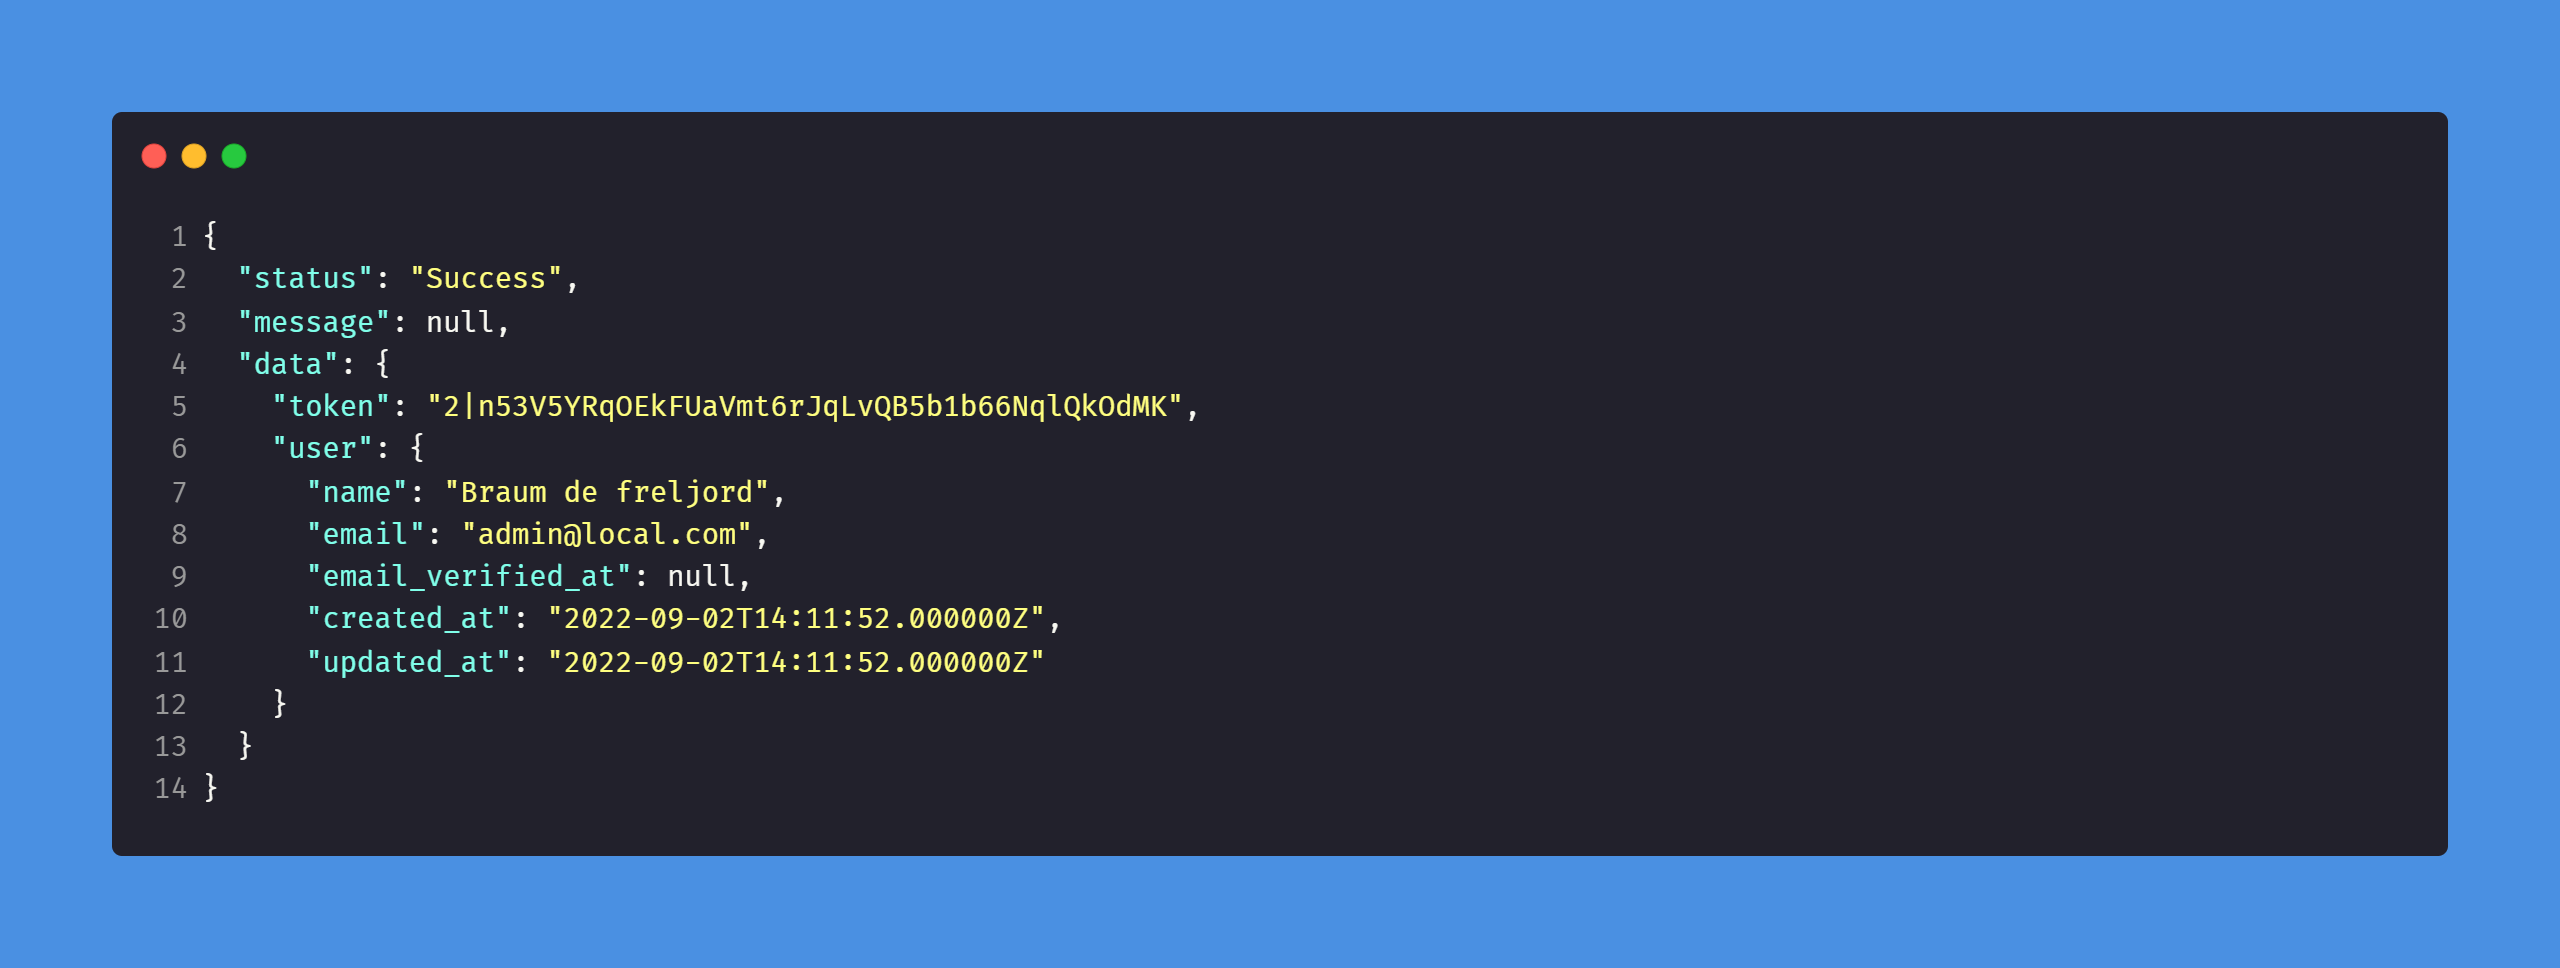 1 {
2   "status": "Success",
3   "message": null,
4   "data": {
5     "token": "2|n53V5YRqOEkFUaVmt6rJqLvQB5b1b66NqlQkOdMK",
6     "user": {
7       "name": "Braum de freljord",
8       "email": "admin@local.com",
9       "email_verified_at": null,
10       "created_at": "2022-09-02T14:11:52.000000Z",
11       "updated_at": "2022-09-02T14:11:52.000000Z"
12     }
13   }
14 }